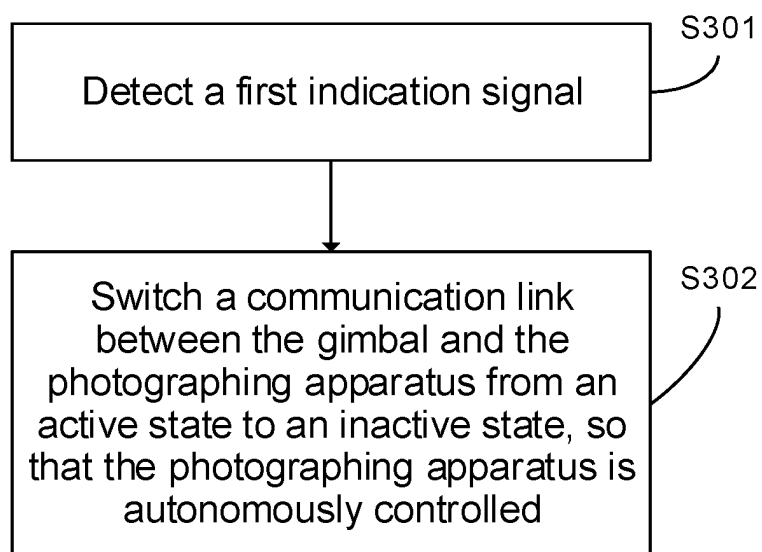 S301
Detect a first indication signal
S302
Switch a communication link
between the gimbal and the
photographing apparatus from an
active state to an inactive state, so
that the photographing apparatus is
autonomously controlled